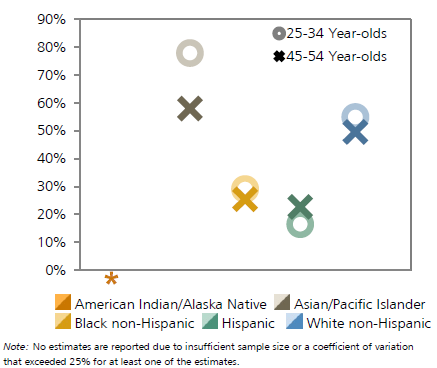 90%
80%
70%
60%
50%
40%
30%
20%
10%
0%
25-34 Year-olds
45-54 Year-olds
*
American Indian/Alaska Native Asian/Pacific Islander
Black non-Hispanic Hispanic White non-Hispanic
Note: No estimates are reported due to insufficient sample size or a coefficient of variation
that exceeded 25% for at least one of the estimates.